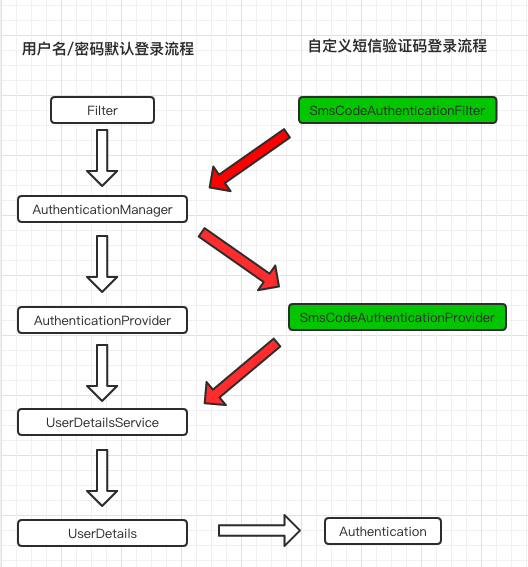 用户名/密码默认登录流程
自定义短信验证码登录流程
Filter
SmsCodeAuthenticationFilter
AuthenticationManager
AuthenticationProvider
SmsCodeAuthenticationProvider
UserDetailsService
UserDetails
Authentication